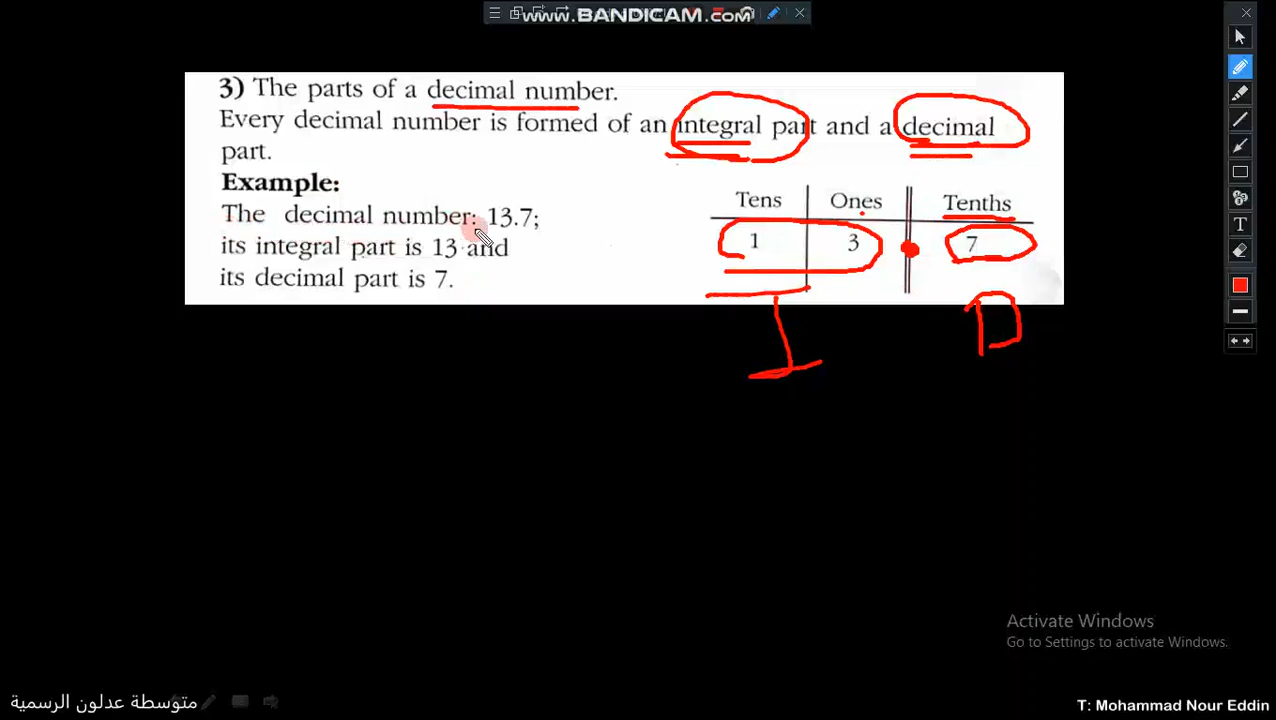 www.BANDICAM.com
3) The parts of a decimal number.
Every decimal number is formed of an integral part and a decimal
part.
Example:
The decimal number: 13.7;
its integral part is 13 and
its decimal part is 7.
Tens Ones Tenths
1 3 7
I D
Activate Windows
Go to Settings to activate Windows.
متوسطة عدلون الرسمية
T: Mohammad Nour Eddin